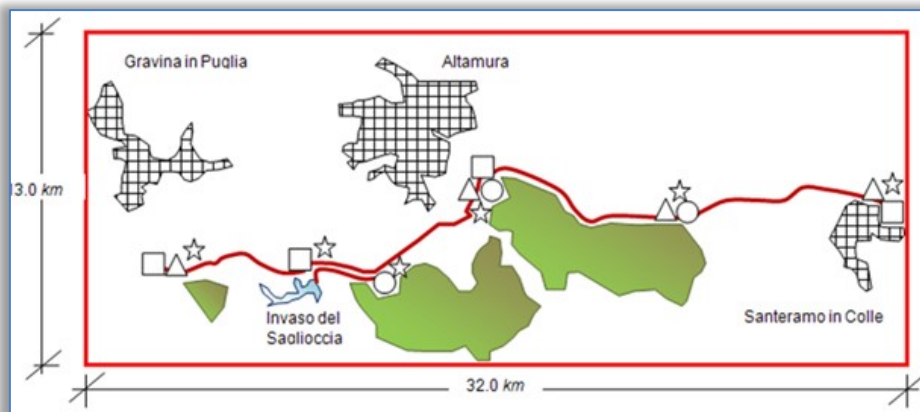 Gravina in Puglia
Altamura
13.0 km
Invaso del
Saglioccia
Santeramo in Colle
32.0 km